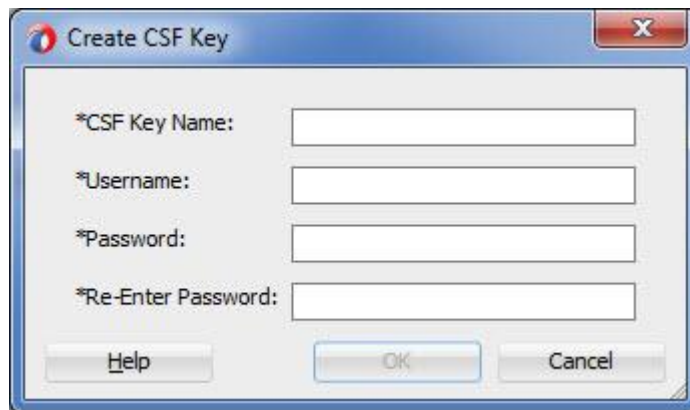 Create CSF Key
*CSF Key Name:
*Username:
*Password:
*Re-Enter Password:
Help OK Cancel